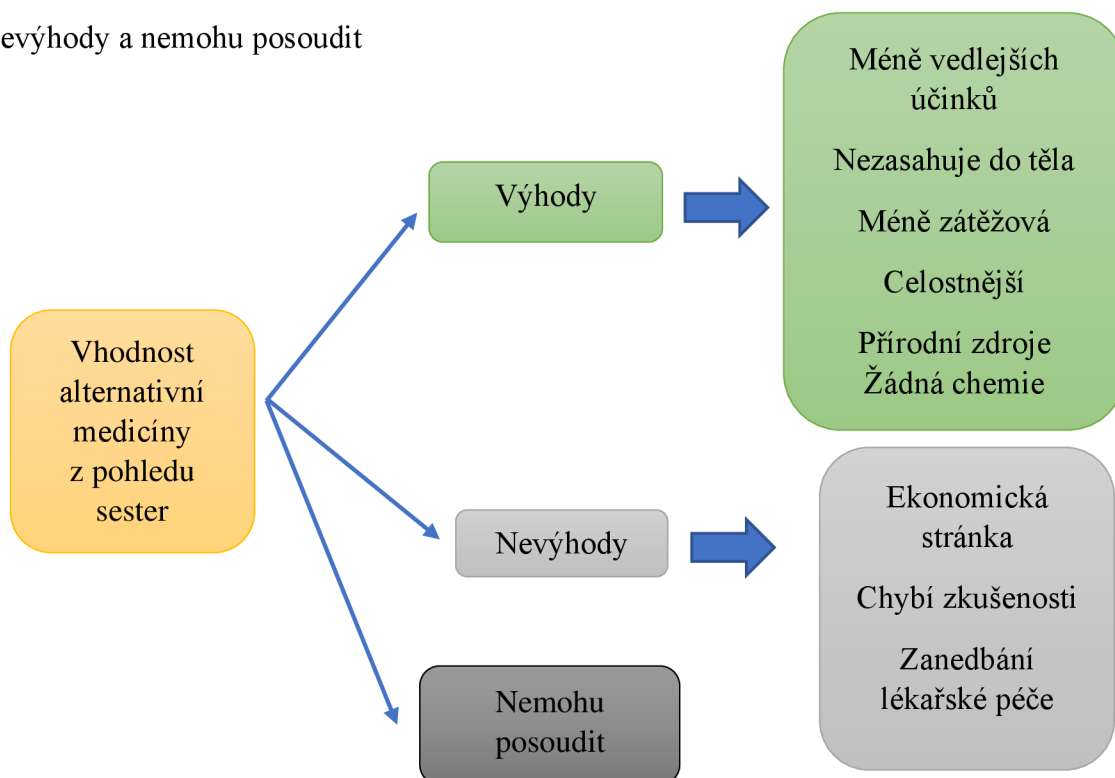 evýhody a nemohu posoudit
Vhodnost
alternativní
medicíny
z pohledu
sester
Výhody
Méně vedlejších
účinků
Nezasahuje do těla
Méně zátěžová
Celostnější
Přírodní zdroje
Žádná chemie
Nevýhody
Ekonomická
stránka
Chybí zkušenosti
Zanedbání
lékařské péče
Nemohu
posoudit